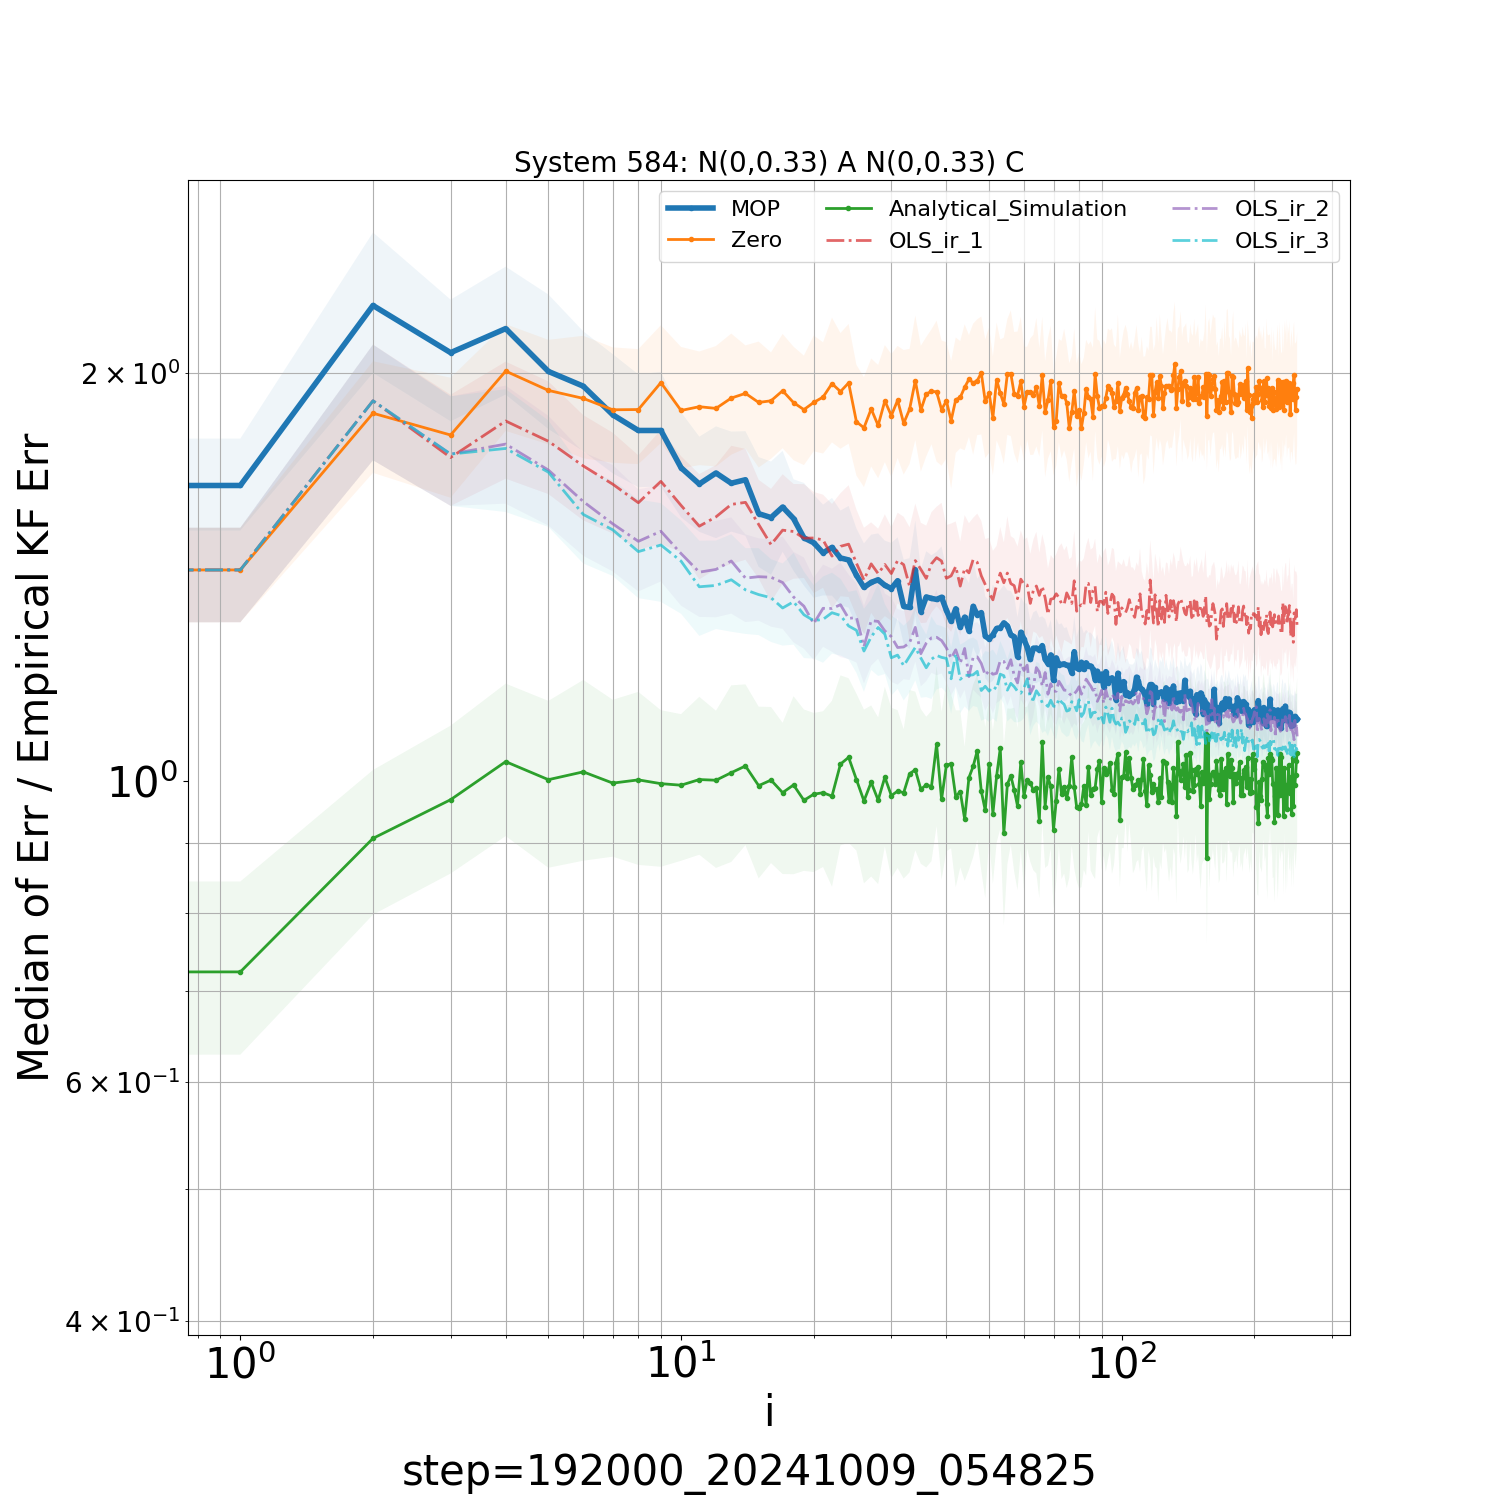 System 584: N(0,0.33) A N(0,0.33) C
MOP
Zero
Analytical_Simulation
OLS_ir_1
OLS_ir_2
OLS_ir_3
Median of Err / Empirical KF Err
2 × 10⁰
10⁰
6 × 10⁻¹
4 × 10⁻¹
10⁰
10¹
10²
i
step=192000_20241009_054825